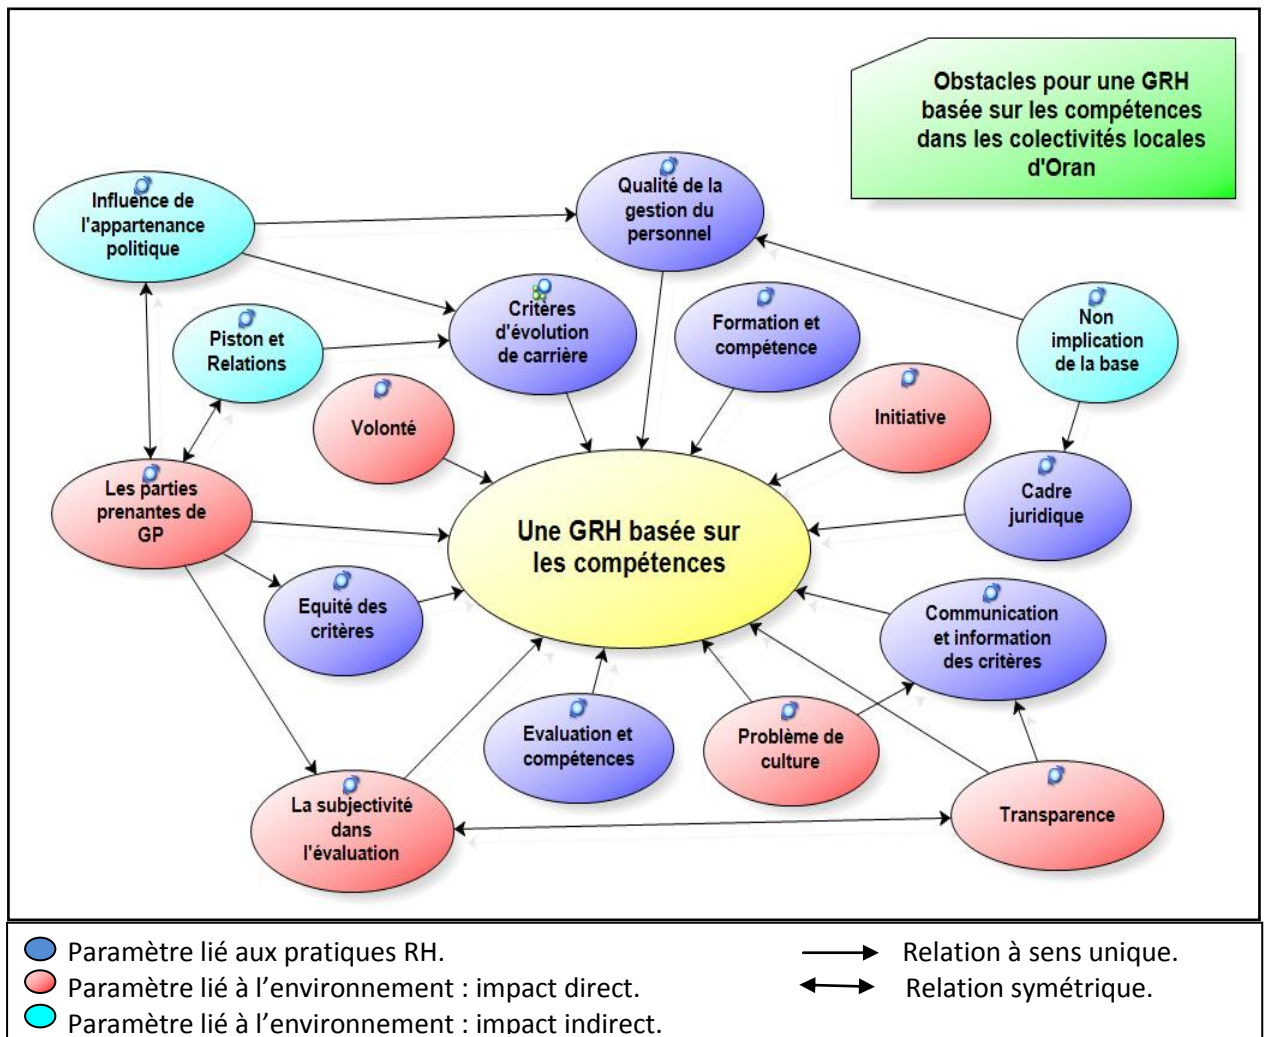 Obstacles pour une GRH
basée sur les compétences
dans les colectivités locales
d'Oran
Influence de
l'appartenance
politique
Qualité de la
gestion du
personnel
Critères
d'évolution
de carrière
Formation et
compétence
Non
implication
de la base
Piston et
Relations
Volonté
Initiative
Les parties
prenantes de
GP
Cadre
juridique
Une GRH basée sur
les compétences
Equité des
critères
Communication
et information
des critères
Evaluation et
compétences
Problème de
culture
La subjectivité
dans
l'évaluation
Transparence
Paramètre lié aux pratiques RH.
Relation à sens unique.
Paramètre lié à l’environnement : impact direct.
Relation symétrique.
Paramètre lié à l’environnement : impact indirect.